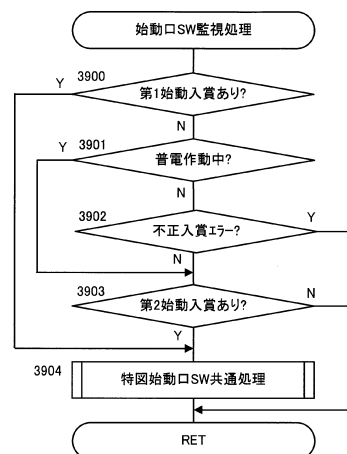 始動口SW監視処理
3900
Y
第1始動入賞あり?
N
3901
Y
普電作動中?
N
3902
Y
不正入賞エラー?
N
3903
N
第2始動入賞あり?
Y
3904
特図始動口SW共通処理
RET